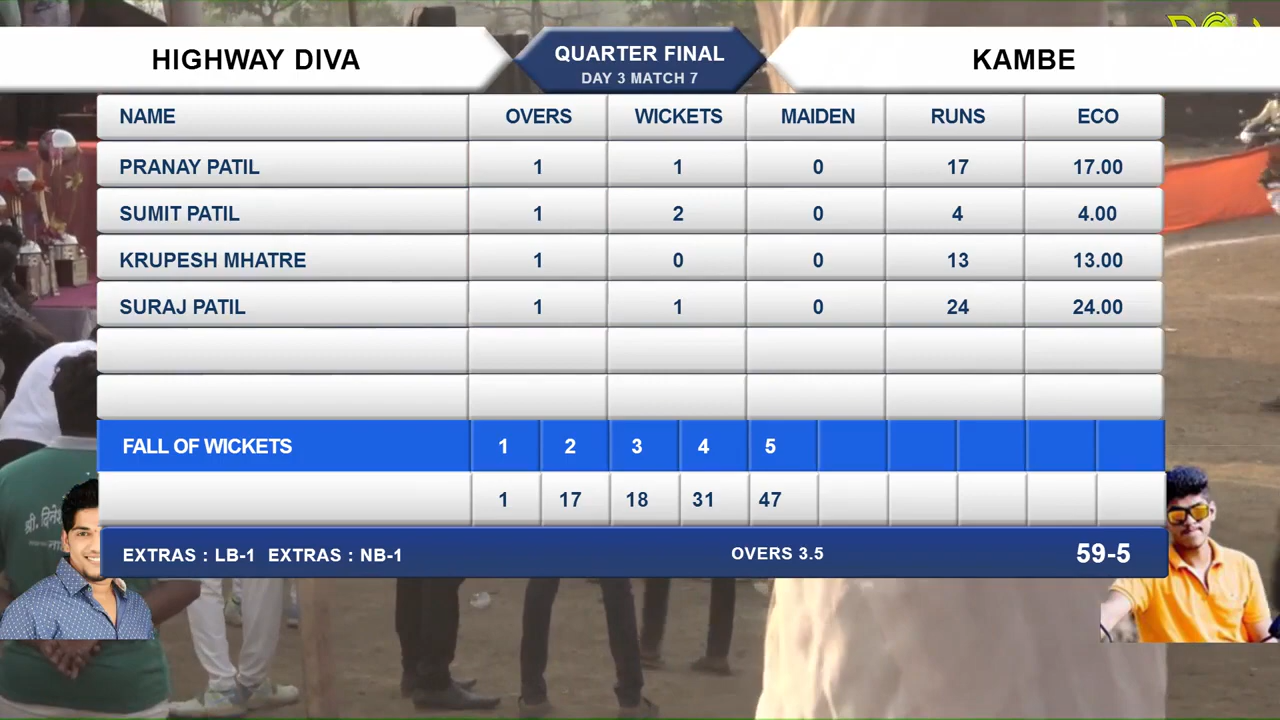 HIGHWAY DIVA
QUARTER FINAL
DAY 3 MATCH 7
KAMBE
NAME OVERS WICKETS MAIDEN RUNS ECO
PRANAY PATIL 1 1 0 17 17.00
SUMIT PATIL 1 2 0 4 4.00
KRUPESH MHATRE 1 0 0 13 13.00
SURAJ PATIL 1 1 0 24 24.00
FALL OF WICKETS 1 2 3 4 5
1 17 18 31 47
श्री. दिनेश
EXTRAS : LB-1 EXTRAS : NB-1 OVERS 3.5 59-5